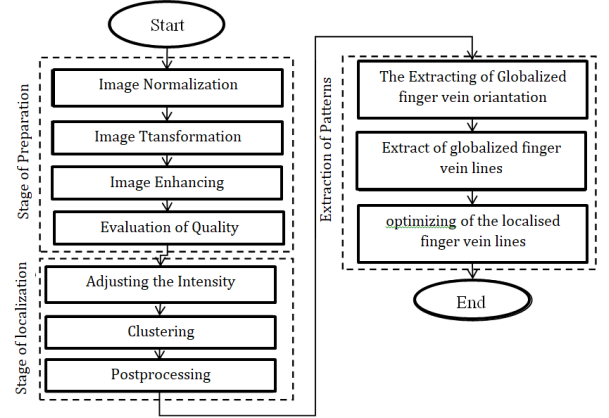 Start
Stage of Preparation
Image Normalization
Image Ttansformation
Image Enhancing
Evaluation of Quality
Stage of localization
Adjusting the Intensity
Clustering
Postprocessing
Extraction of Patterns
The Extracting of Globalized
finger vein oriantation
Extract of globalized finger
vein lines
optimizing of the localised
finger vein lines
End